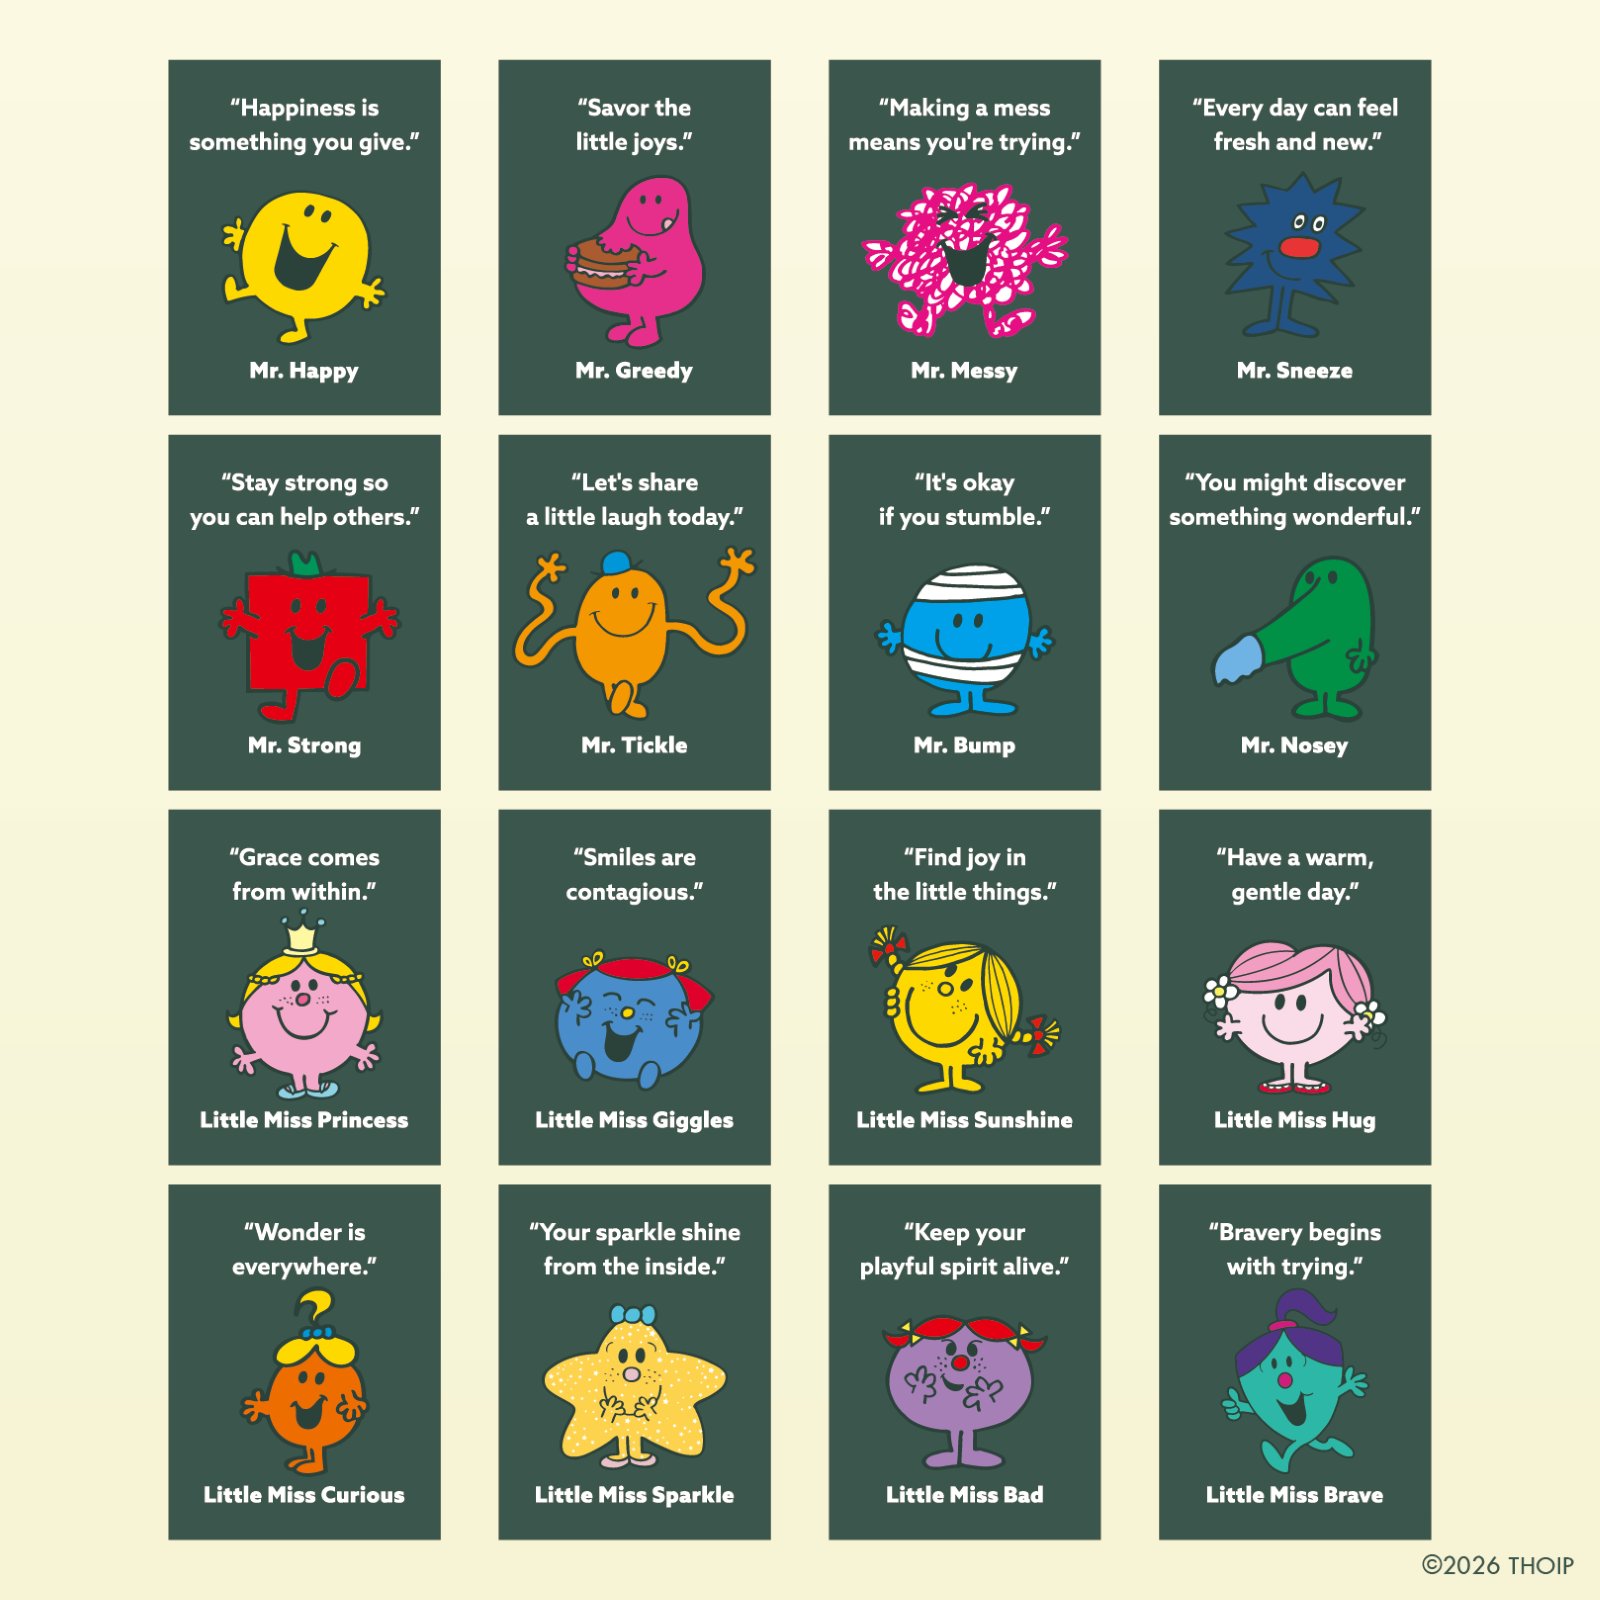 “Happiness is
something you give.”
Mr. Happy
“Savor the
little joys.”
Mr. Greedy
“Making a mess
means you're trying.”
Mr. Messy
“Every day can feel
fresh and new.”
Mr. Sneeze
“Stay strong so
you can help others.”
Mr. Strong
“Let's share
a little laugh today.”
Mr. Tickle
“It's okay
if you stumble.”
Mr. Bump
“You might discover
something wonderful.”
Mr. Nosey
“Grace comes
from within.”
Little Miss Princess
“Smiles are
contagious.”
Little Miss Giggles
“Find joy in
the little things.”
Little Miss Sunshine
“Have a warm,
gentle day.”
Little Miss Hug
“Wonder is
everywhere.”
Little Miss Curious
“Your sparkle shine
from the inside.”
Little Miss Sparkle
“Keep your
playful spirit alive.”
Little Miss Bad
“Bravery begins
with trying.”
Little Miss Brave
©2026 THOIP